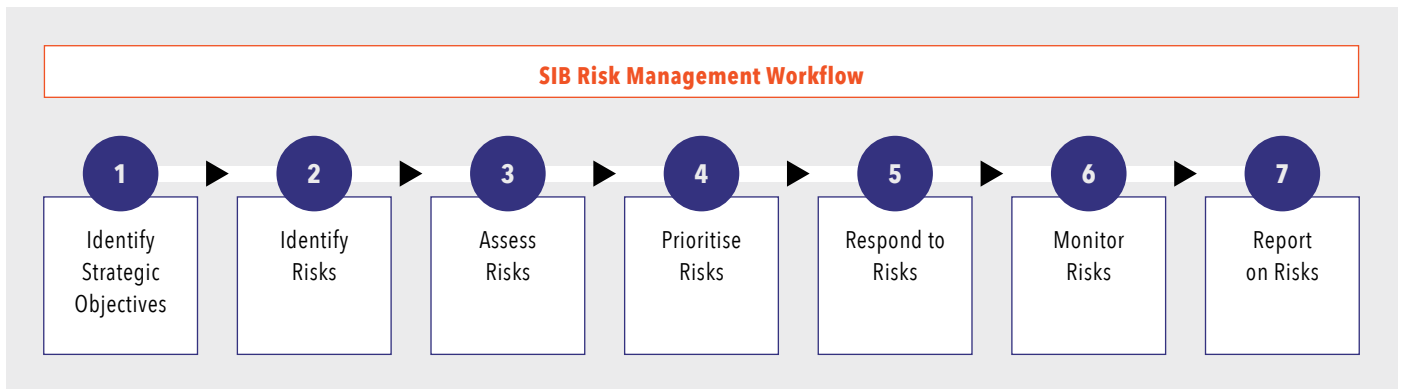 SIB Risk Management Workflow
1
2
3
4
5
6
7
Identify
Strategic
Objectives
Identify
Risks
Assess
Risks
Prioritise
Risks
Respond to
Risks
Monitor
Risks
Report
on Risks